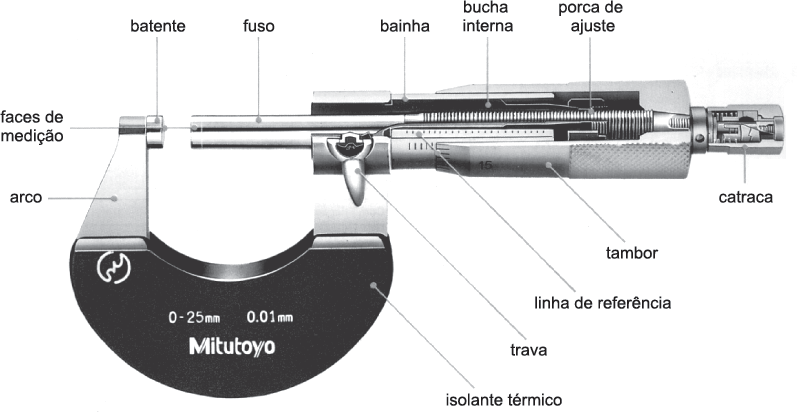 batente
fuso
bainha
bucha
interna
porca de
ajuste
faces de
medição
arco
15
catraca
tambor
linha de referência
trava
isolante térmico
0-25mm 0.01mm
Mitutoyo